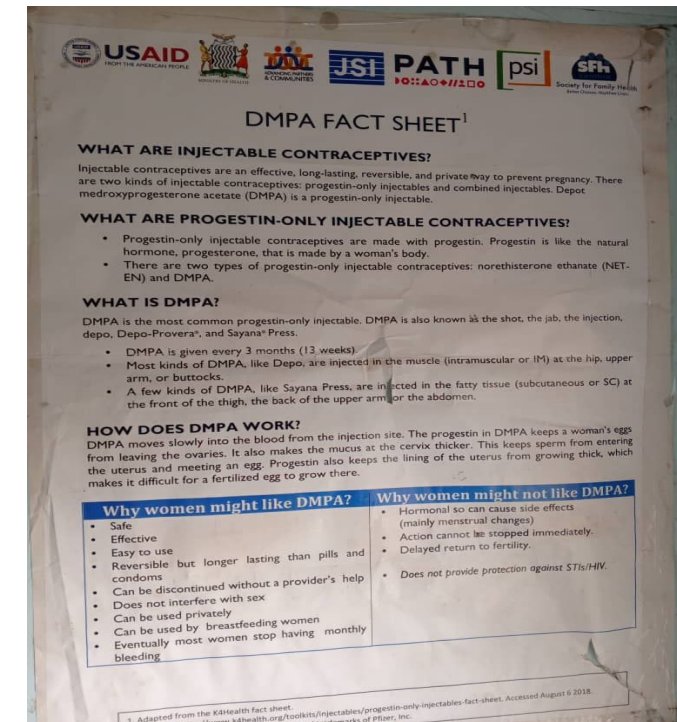 USAID
FROM THE AMERICAN PEOPLE
MINISTRY OF HEALTH
ADVANCING PARTNERS
& COMMUNITIES
JSI
PATH
psi
SFH
Society for Family Health
DMPA FACT SHEET¹
WHAT ARE INJECTABLE CONTRACEPTIVES?
Injectable contraceptives are an effective, long-lasting, reversible, and private way to prevent pregnancy. There
are two kinds of injectable contraceptives: progestin-only injectables and combined injectables. Depot
medroxyprogesterone acetate (DMPA) is a progestin-only injectable.
WHAT ARE PROGESTIN-ONLY INJECTABLE CONTRACEPTIVES?
• Progestin-only injectable contraceptives are made with progestin. Progestin is like the natural
hormone, progesterone, that is made by a woman's body.
• There are two types of progestin-only injectable contraceptives: norethisterone ethanate (NET-
EN) and DMPA.
WHAT IS DMPA?
DMPA is the most common progestin-only injectable. DMPA is also known as the shot, the jab, the injection,
depo, Depo-Provera®, and Sayana® Press.
• DMPA is given every 3 months (13 weeks)
• Most kinds of DMPA, like Depo, are injected in the muscle (intramuscular or IM) at the hip, upper
arm, or buttocks.
• A few kinds of DMPA, like Sayana Press, are injected in the fatty tissue (subcutaneous or SC) at
the front of the thigh, the back of the upper arm or the abdomen.
HOW DOES DMPA WORK?
DMPA moves slowly into the blood from the injection site. The progestin in DMPA keeps a woman's eggs
from leaving the ovaries. It also makes the mucus at the cervix thicker. This keeps sperm from entering
the uterus and meeting an egg. Progestin also keeps the lining of the uterus from growing thick, which
makes it difficult for a fertilized egg to grow there.
Why women might like DMPA?
• Safe
• Effective
• Easy to use
• Reversible but longer lasting than pills and
condoms
• Can be discontinued without a provider's help
• Does not interfere with sex
• Can be used privately
• Can be used by breastfeeding women
• Eventually most women stop having monthly
bleeding
Why women might not like DMPA?
• Hormonal so can cause side effects
(mainly menstrual changes)
• Action cannot be stopped immediately.
• Delayed return to fertility.
• Does not provide protection against STIs/HIV.
1. Adapted from the K4Health fact sheet.
k4health.org/toolkits/injectables/progestin-only-injectables-fact-sheet. Accessed August 6 2018.
of Pfizer, Inc.